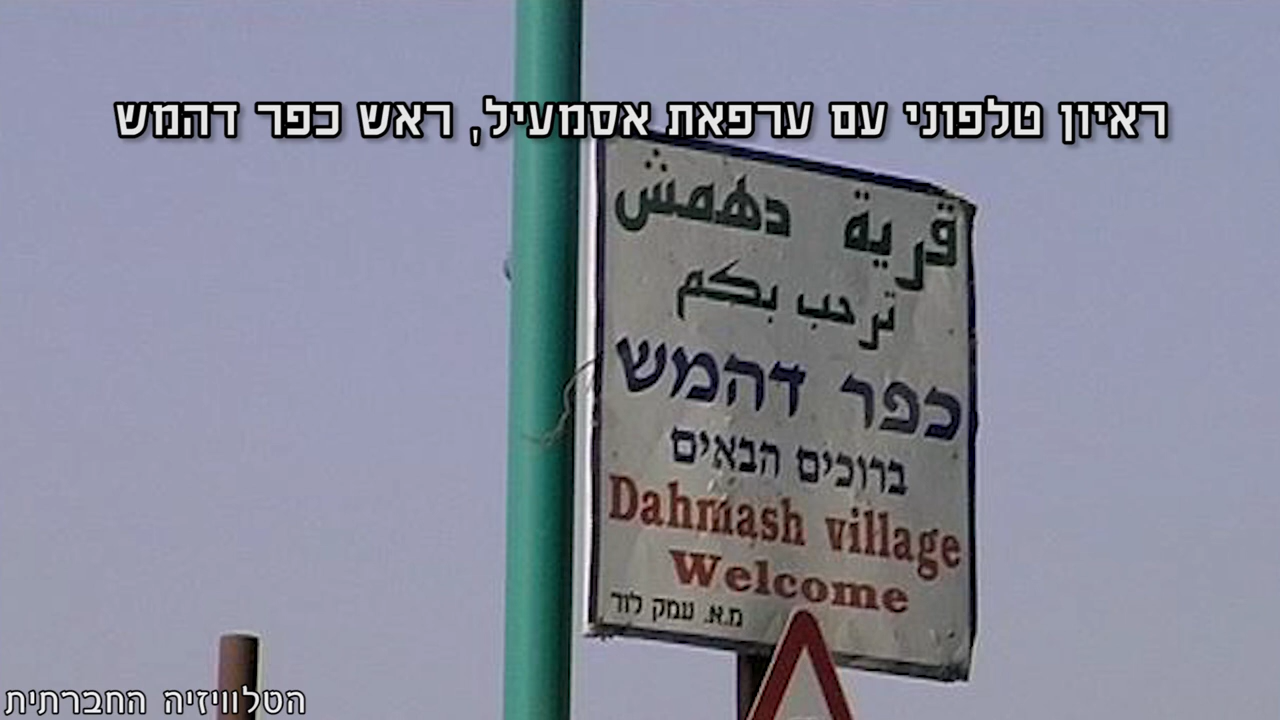 ראיון טלפוני עם ערפאת אסמעיל, ראש כפר דהמש
قرية دهمش
ترحب بكم
כפר דהמש
ברוכים הבאים
Dahmash village
Welcome
מ.א. עמק לוד
הטלוויזיה החברתית